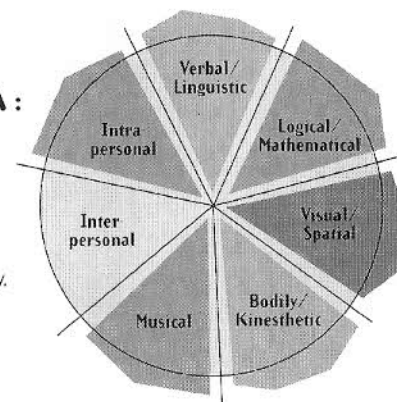 Verbal/
Linguistic
Logical/
Mathematical
Visual/
Spatial
Bodily/
Kinesthetic
Musical
Inter
personal
Intra
personal
A: